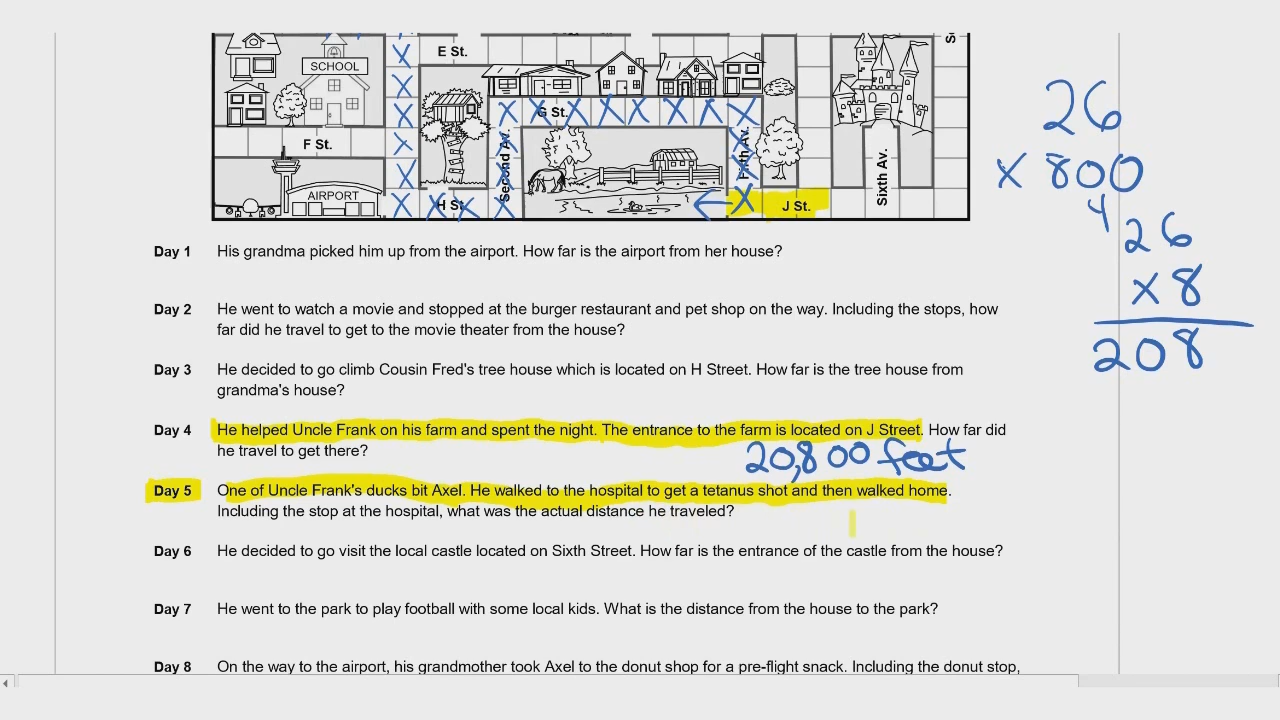 E St.
SCHOOL
G St.
F St.
Second Av.
Fifth Av.
Sixth Av.
AIRPORT
H St.
J St.
26
x 800
4
26
x 8
208
Day 1 His grandma picked him up from the airport. How far is the airport from her house?
Day 2 He went to watch a movie and stopped at the burger restaurant and pet shop on the way. Including the stops, how
far did he travel to get to the movie theater from the house?
Day 3 He decided to go climb Cousin Fred's tree house which is located on H Street. How far is the tree house from
grandma's house?
Day 4 He helped Uncle Frank on his farm and spent the night. The entrance to the farm is located on J Street. How far did
he travel to get there?
20,800 feet
Day 5 One of Uncle Frank's ducks bit Axel. He walked to the hospital to get a tetanus shot and then walked home.
Including the stop at the hospital, what was the actual distance he traveled?
Day 6 He decided to go visit the local castle located on Sixth Street. How far is the entrance of the castle from the house?
Day 7 He went to the park to play football with some local kids. What is the distance from the house to the park?
Day 8 On the way to the airport, his grandmother took Axel to the donut shop for a pre-flight snack. Including the donut stop,